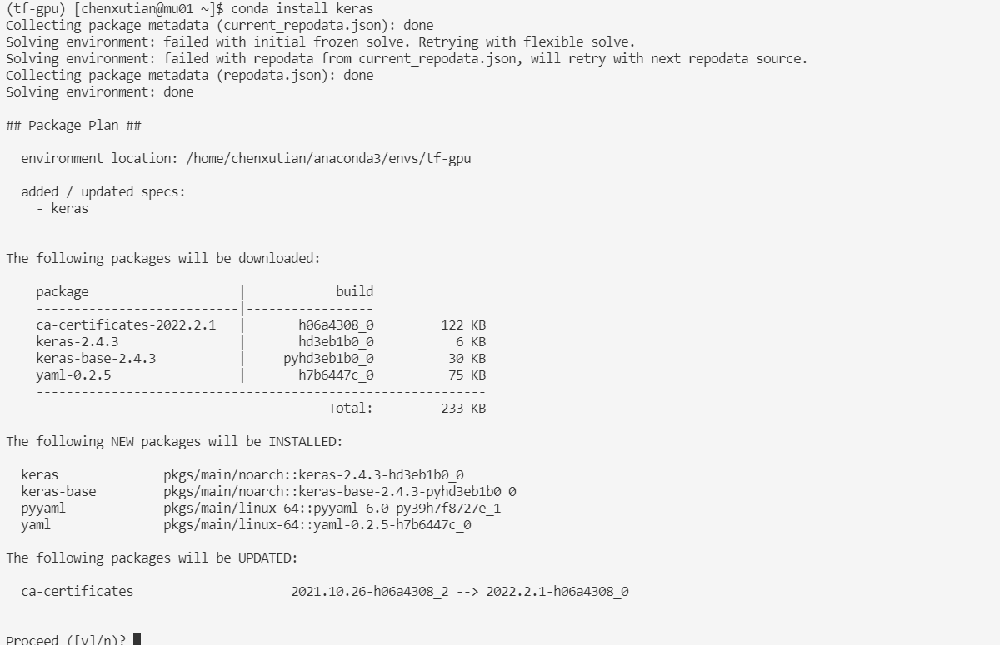 (tf-gpu) [chenxutian@mu01 ~]$ conda install keras
Collecting package metadata (current_repodata.json): done
Solving environment: failed with initial frozen solve. Retrying with flexible solve.
Solving environment: failed with repodata from current_repodata.json, will retry with next repodata source.
Collecting package metadata (repodata.json): done
Solving environment: done

## Package Plan ##

  environment location: /home/chenxutian/anaconda3/envs/tf-gpu

  added / updated specs:
    - keras


The following packages will be downloaded:

    package                    |            build
    ---------------------------|-----------------
    ca-certificates-2022.2.1   |       h06a4308_0         122 KB
    keras-2.4.3                |       hd3eb1b0_0           6 KB
    keras-base-2.4.3           |     pyhd3eb1b0_0          30 KB
    yaml-0.2.5                 |       h7b6447c_0          75 KB
    ------------------------------------------------------------
                                           Total:         233 KB

The following NEW packages will be INSTALLED:

  keras              pkgs/main/noarch::keras-2.4.3-hd3eb1b0_0
  keras-base         pkgs/main/noarch::keras-base-2.4.3-pyhd3eb1b0_0
  pyyaml             pkgs/main/linux-64::pyyaml-6.0-py39h7f8727e_1
  yaml               pkgs/main/linux-64::yaml-0.2.5-h7b6447c_0

The following packages will be UPDATED:

  ca-certificates                     2021.10.26-h06a4308_2 --> 2022.2.1-h06a4308_0


Proceed ([y]/n)?